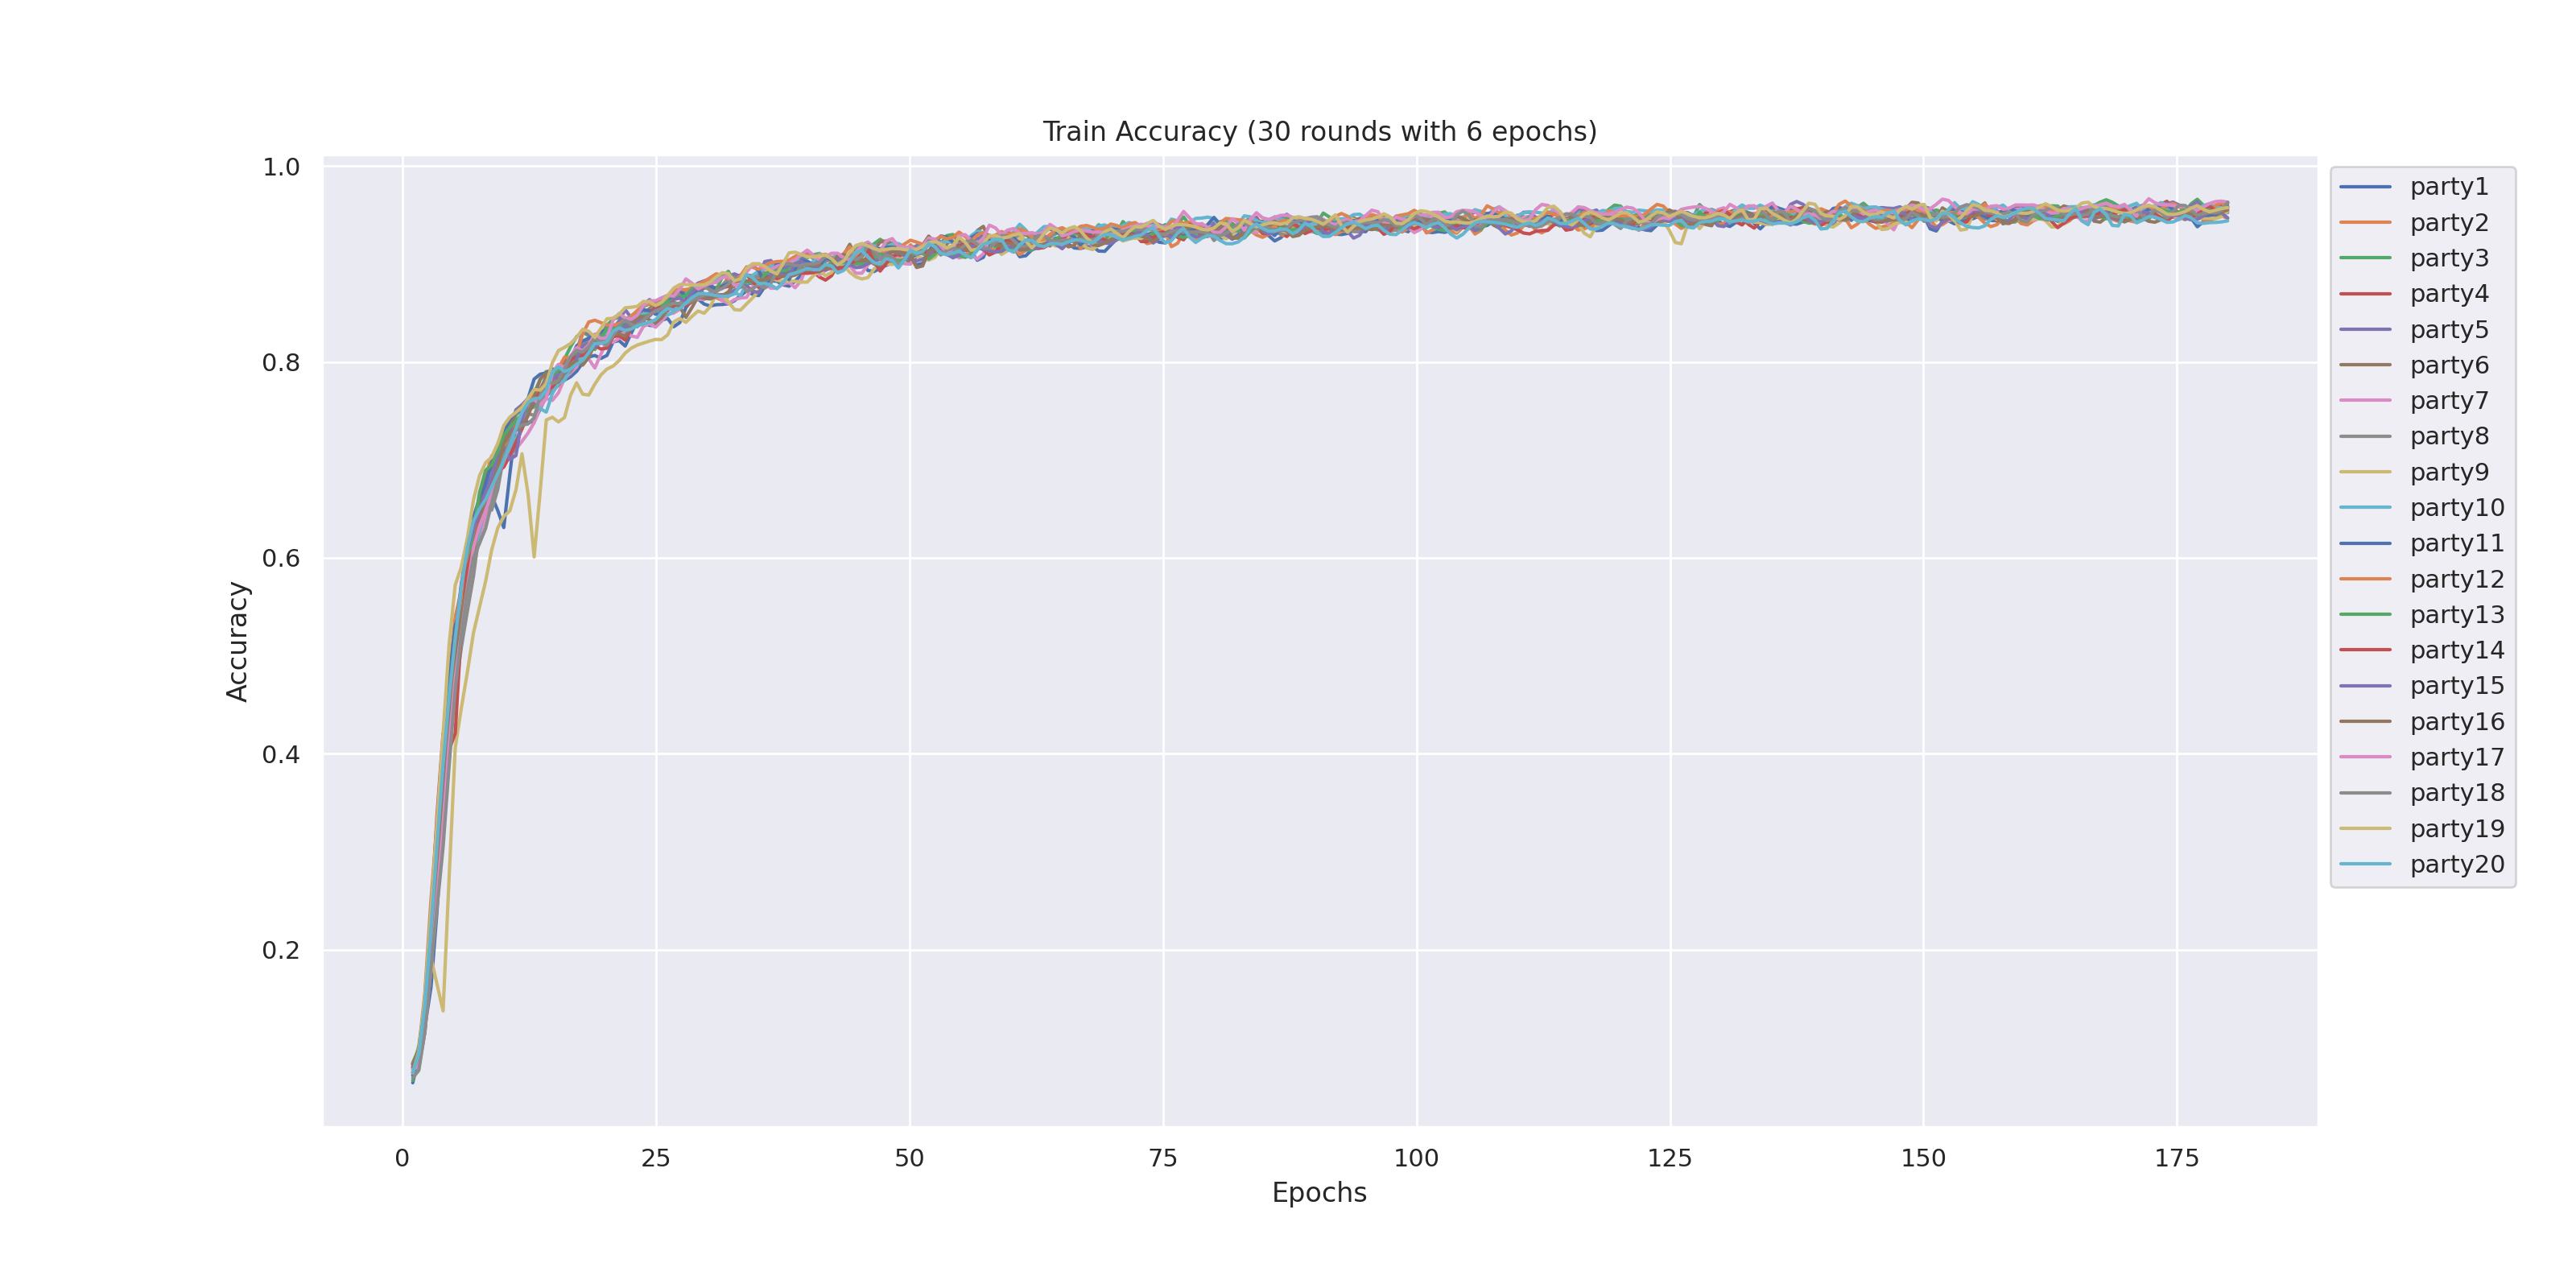 Train Accuracy (30 rounds with 6 epochs)
1.0
0.8
0.6
0.4
0.2
Accuracy
0 25 50 75 100 125 150 175
Epochs
party1
party2
party3
party4
party5
party6
party7
party8
party9
party10
party11
party12
party13
party14
party15
party16
party17
party18
party19
party20